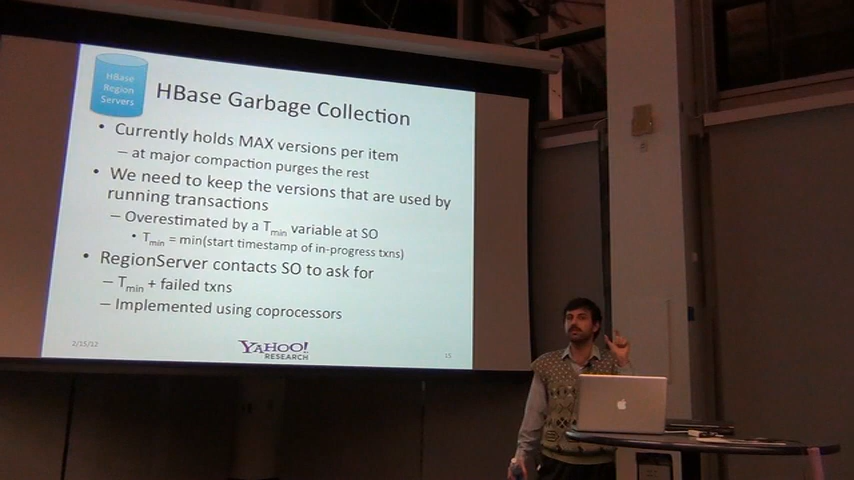 HBase
Region
Servers
HBase Garbage Collection
• Currently holds MAX versions per item
– at major compaction purges the rest
• We need to keep the versions that are used by
running transactions
– Overestimated by a Tmin variable at SO
• Tmin = min(start timestamp of in-progress txns)
• RegionServer contacts SO to ask for
– Tmin + failed txns
– Implemented using coprocessors
2/15/12
YAHOO!
RESEARCH
15